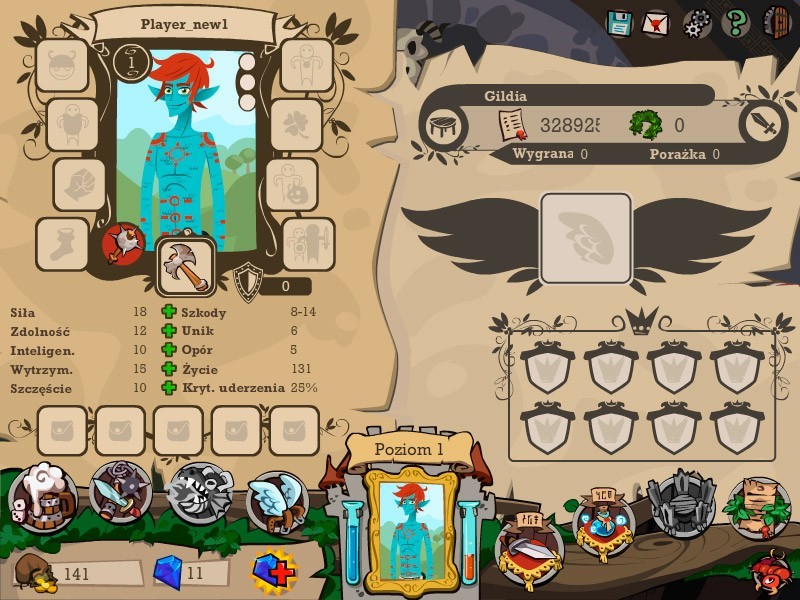 Player_new1
1
Gildia
328925 0
Wygrana 0 Porażka 0
0
Siła 18 Szkody 8-14
Zdolność 12 Unik 6
Inteligen. 10 Opór 5
Wytrzym. 15 Życie 131
Szczęście 10 Kryt. uderzenia 25%
Poziom 1
141 11